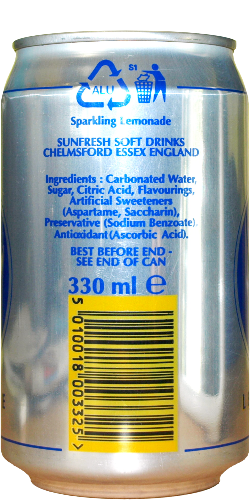 ALU
S1
Sparkling Lemonade
SUNFRESH SOFT DRINKS
CHELMSFORD ESSEX ENGLAND
Ingredients : Carbonated Water,
Sugar, Citric Acid, Flavourings,
Artificial Sweeteners
(Aspartame, Saccharin),
Preservative (Sodium Benzoate).
Antioxidant (Ascorbic Acid).
BEST BEFORE END -
SEE END OF CAN
330 ml e
5 010018 003325 >
E
L